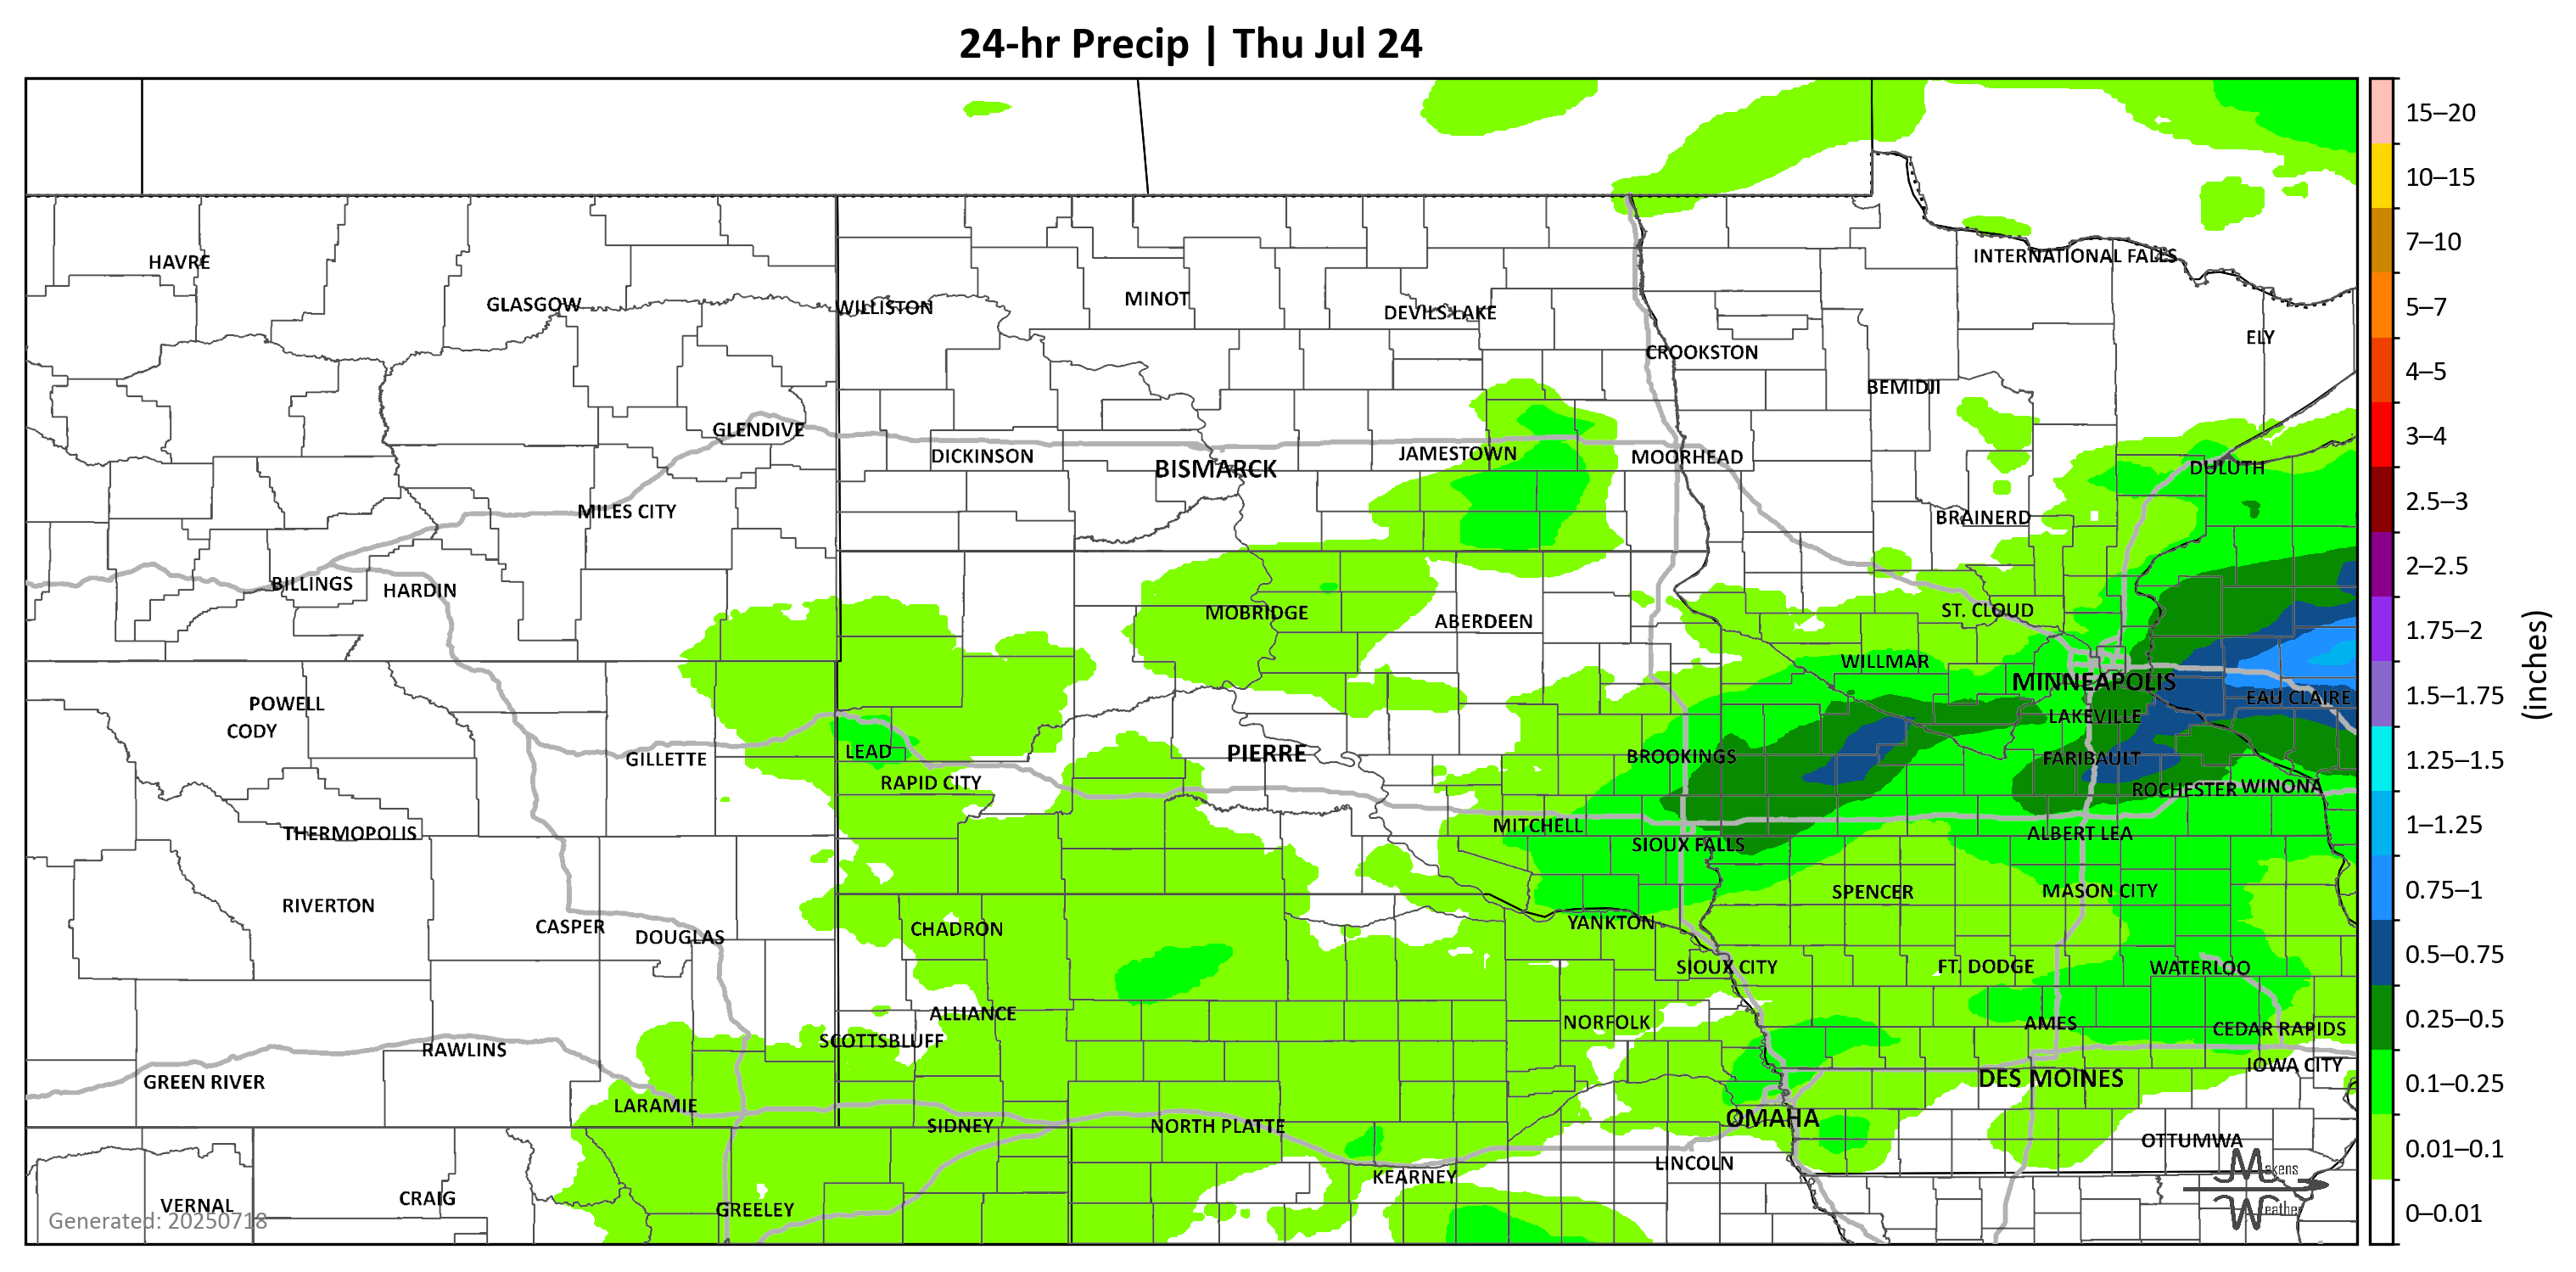 24-hr Precip | Thu Jul 24
15–20
10–15
HAVRE
7–10
INTERNATIONAL FALLS
GLASGOW
WILLISTON
MINOT
DEVILS LAKE
5–7
ELY
CROOKSTON
4–5
BEMIDJI
GLENDIVE
3–4
DICKINSON
BISMARCK
JAMESTOWN
MOORHEAD
DULUTH
2.5–3
MILES CITY
BRAINERD
2–2.5
BILLINGS
HARDIN
MOBRIDGE
ABERDEEN
ST. CLOUD
1.75–2
(inches)
WILLMAR
MINNEAPOLIS
EAU CLAIRE
1.5–1.75
POWELL
CODY
LAKEVILLE
GILLETTE
LEAD
PIERRE
BROOKINGS
FARIBAULT
1.25–1.5
RAPID CITY
ROCHESTER
WINONA
THERMOPOLIS
MITCHELL
SIOUX FALLS
ALBERT LEA
1–1.25
RIVERTON
SPENCER
MASON CITY
0.75–1
CASPER
DOUGLAS
CHADRON
YANKTON
0.5–0.75
SIOUX CITY
FT. DODGE
WATERLOO
ALLIANCE
NORFOLK
AMES
CEDAR RAPIDS
0.25–0.5
SCOTTSBLUFF
RAWLINS
GREEN RIVER
DES MOINES
IOWA CITY
0.1–0.25
LARAMIE
SIDNEY
NORTH PLATTE
OMAHA
OTTUMWA
0.01–0.1
LINCOLN
KEARNEY
Makens
Weather
VERNAL
CRAIG
GREELEY
0–0.01
Generated: 20250718